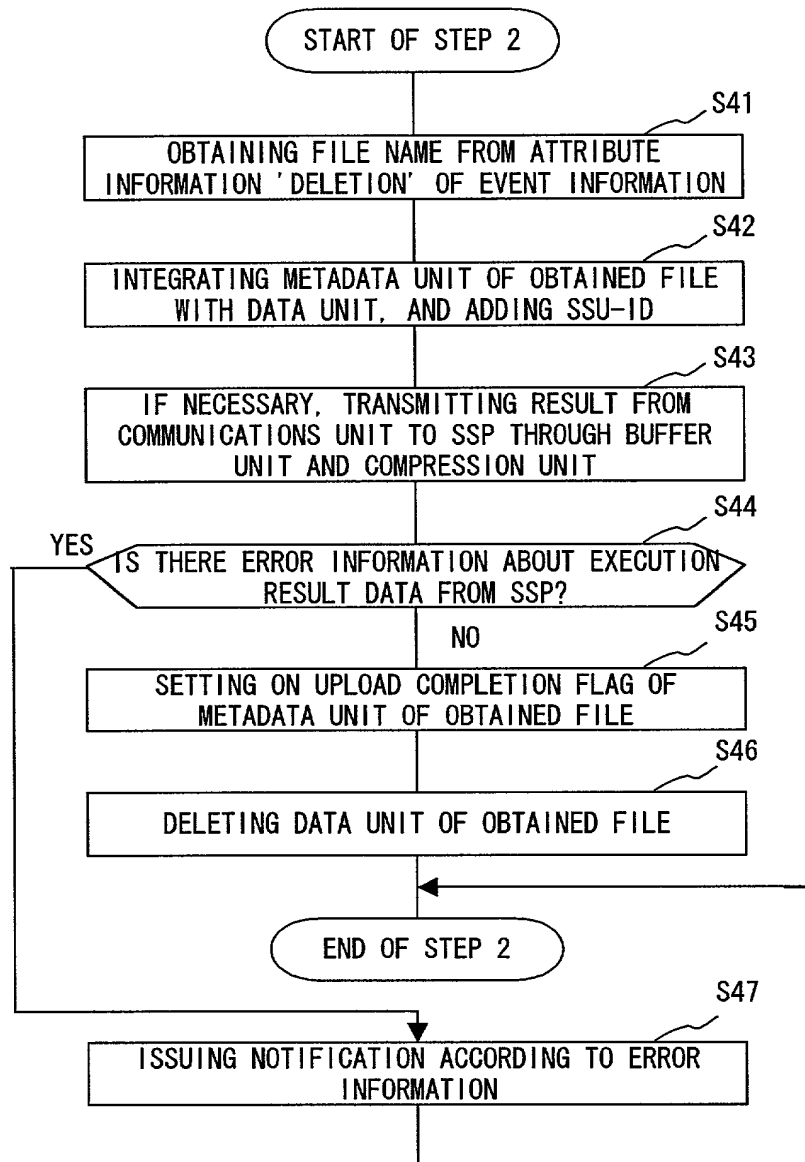 START OF STEP 2
S41
OBTAINING FILE NAME FROM ATTRIBUTE
INFORMATION 'DELETION' OF EVENT INFORMATION
S42
INTEGRATING METADATA UNIT OF OBTAINED FILE
WITH DATA UNIT, AND ADDING SSU-ID
S43
IF NECESSARY, TRANSMITTING RESULT FROM
COMMUNICATIONS UNIT TO SSP THROUGH BUFFER
UNIT AND COMPRESSION UNIT
S44
YES
IS THERE ERROR INFORMATION ABOUT EXECUTION
RESULT DATA FROM SSP?
NO
S45
SETTING ON UPLOAD COMPLETION FLAG OF
METADATA UNIT OF OBTAINED FILE
S46
DELETING DATA UNIT OF OBTAINED FILE
END OF STEP 2
S47
ISSUING NOTIFICATION ACCORDING TO ERROR
INFORMATION